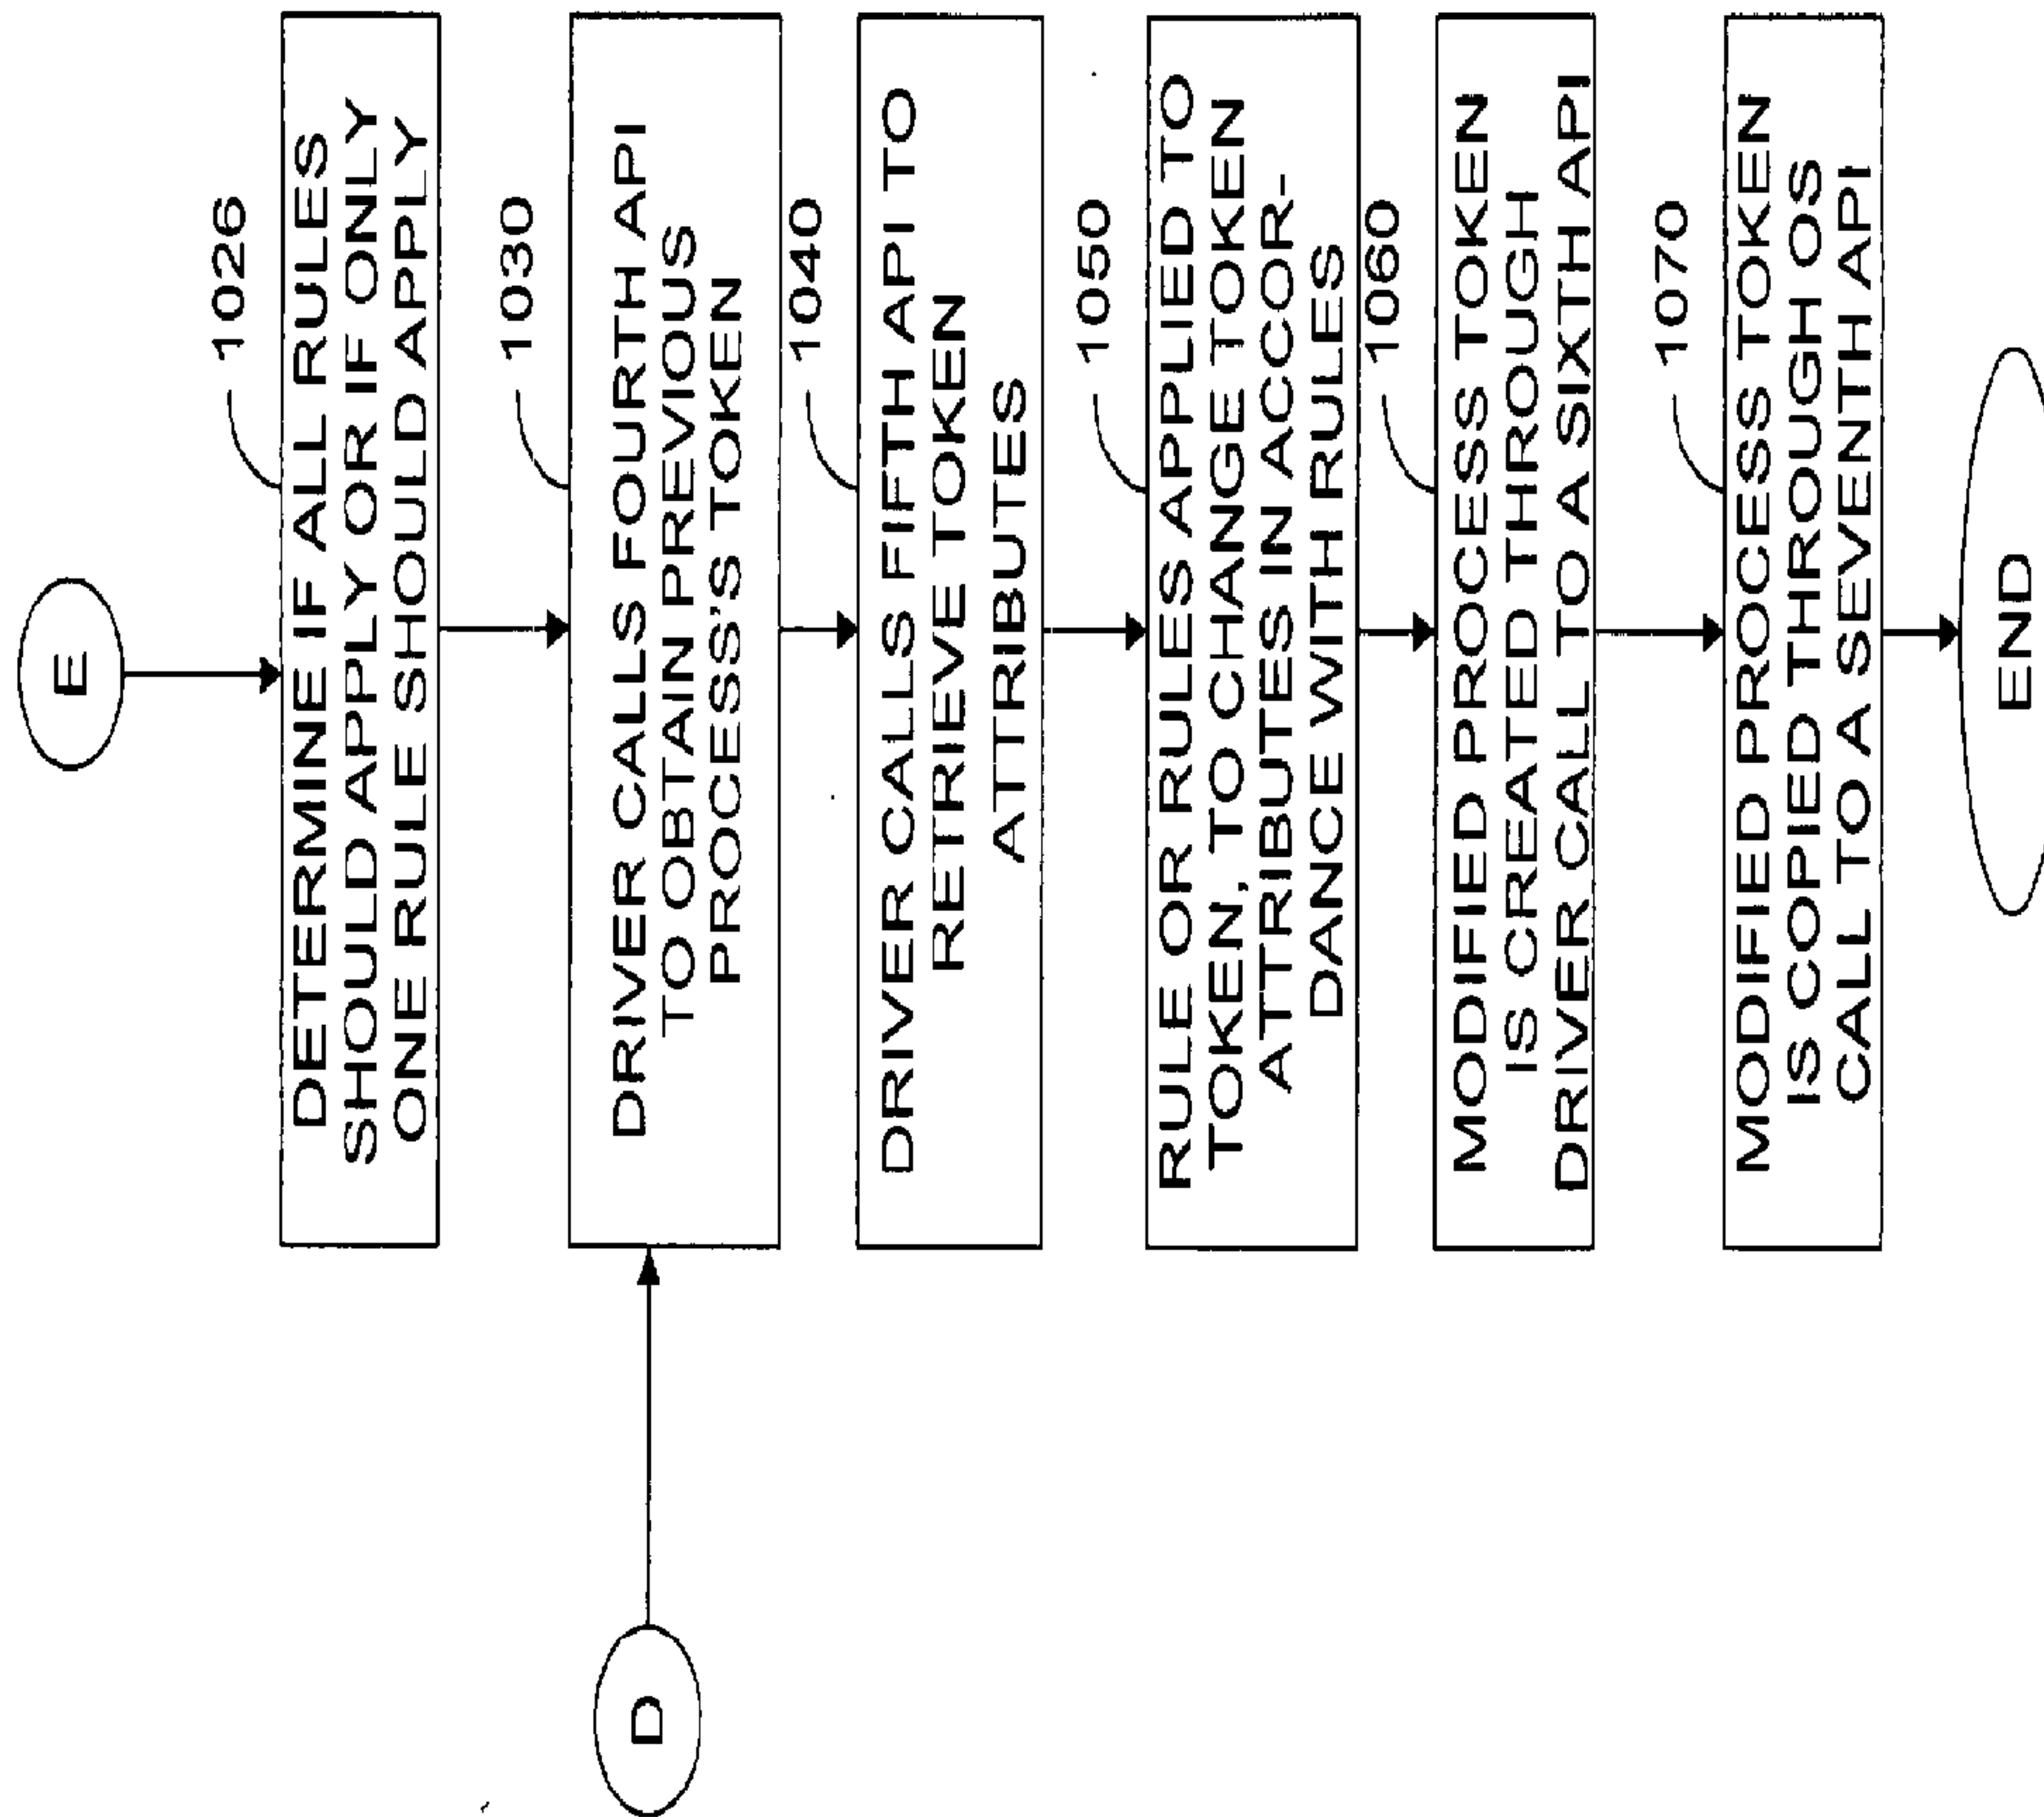 E
1026
DETERMINE IF ALL RULES
SHOULD APPLY OR IF ONLY
ONE RULE SHOULD APPLY
1030
D
DRIVER CALLS FOURTH API
TO OBTAIN PREVIOUS
PROCESS'S TOKEN
1040
DRIVER CALLS FIFTH API TO
RETRIEVE TOKEN
ATTRIBUTES
1050
RULE OR RULES APPLIED TO
TOKEN, TO CHANGE TOKEN
ATTRIBUTES IN ACCOR-
DANCE WITH RULES
1060
MODIFIED PROCESS TOKEN
IS CREATED THROUGH
DRIVER CALL TO A SIXTH API
1070
MODIFIED PROCESS TOKEN
IS COPIED THROUGH OS
CALL TO A SEVENTH API
END